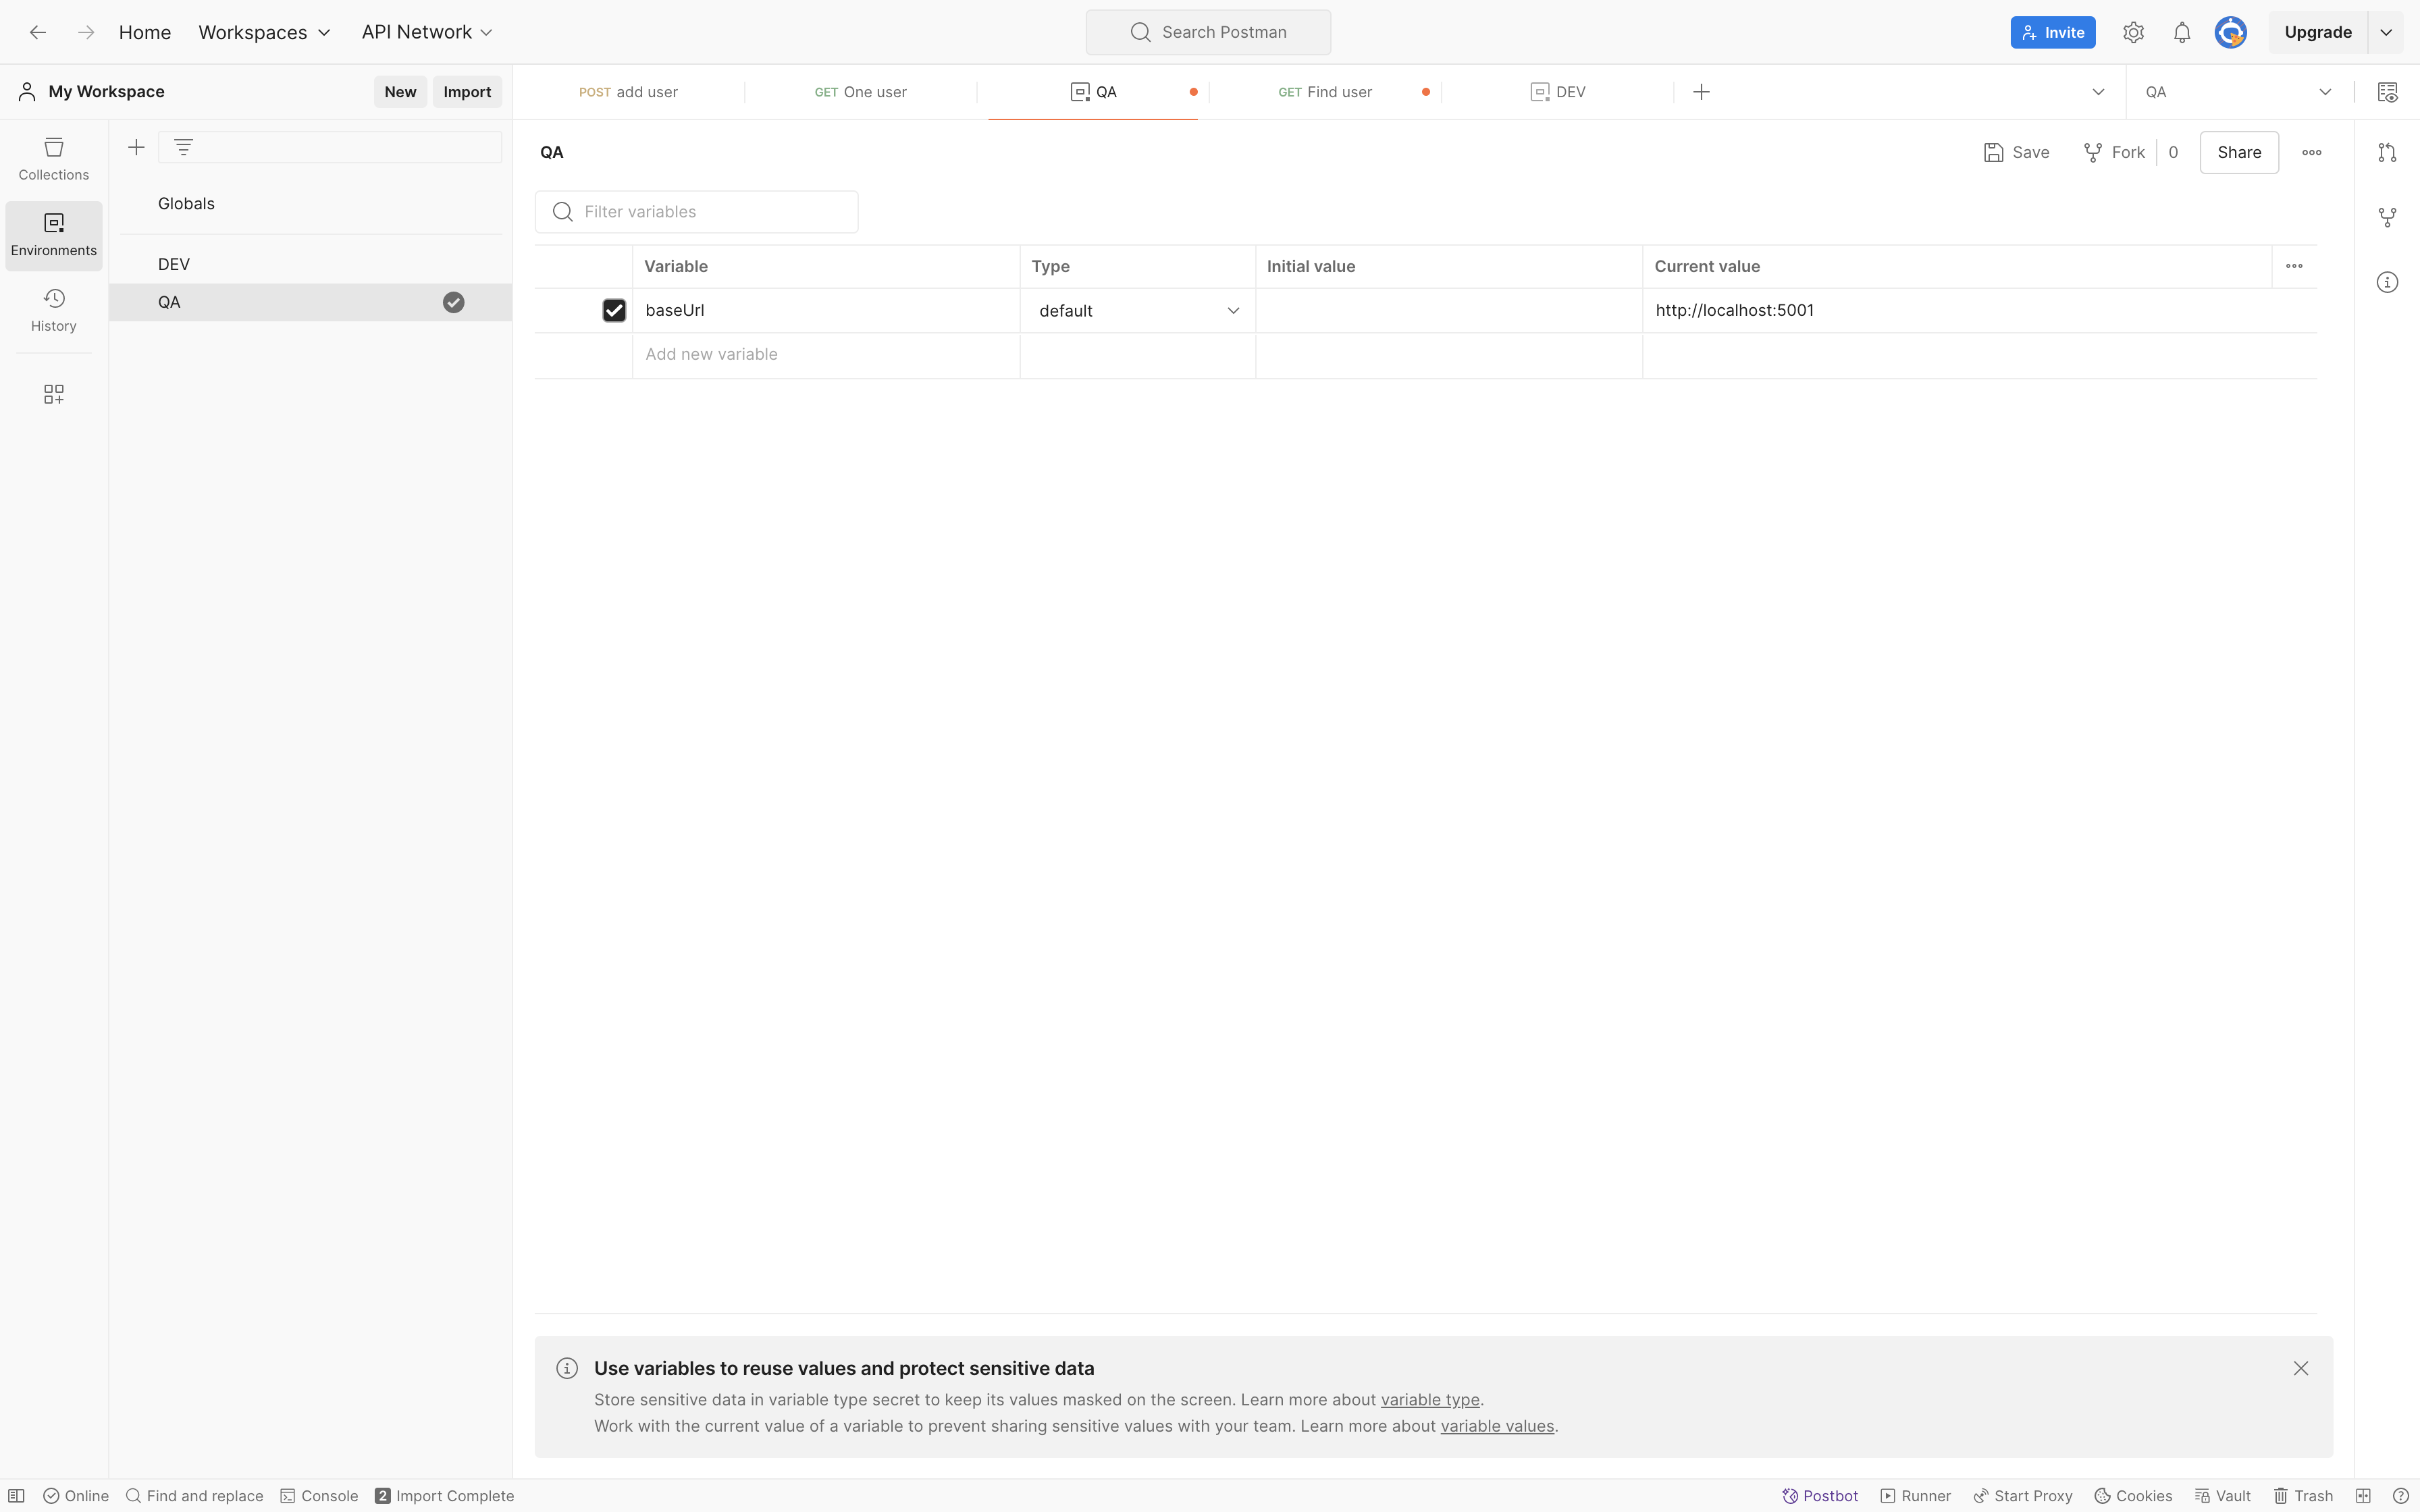 Home Workspaces API Network Search Postman Invite Upgrade
My Workspace New Import POST add user GET One user QA GET Find user DEV QA
Collections
Environments
History
Globals
DEV
QA
QA Save Fork 0 Share
Filter variables
Variable Type Initial value Current value
baseUrl default http://localhost:5001
Add new variable
Use variables to reuse values and protect sensitive data
Store sensitive data in variable type secret to keep its values masked on the screen. Learn more about variable type.
Work with the current value of a variable to prevent sharing sensitive values with your team. Learn more about variable values.
Online Find and replace Console 2 Import Complete Postbot Runner Start Proxy Cookies Vault Trash